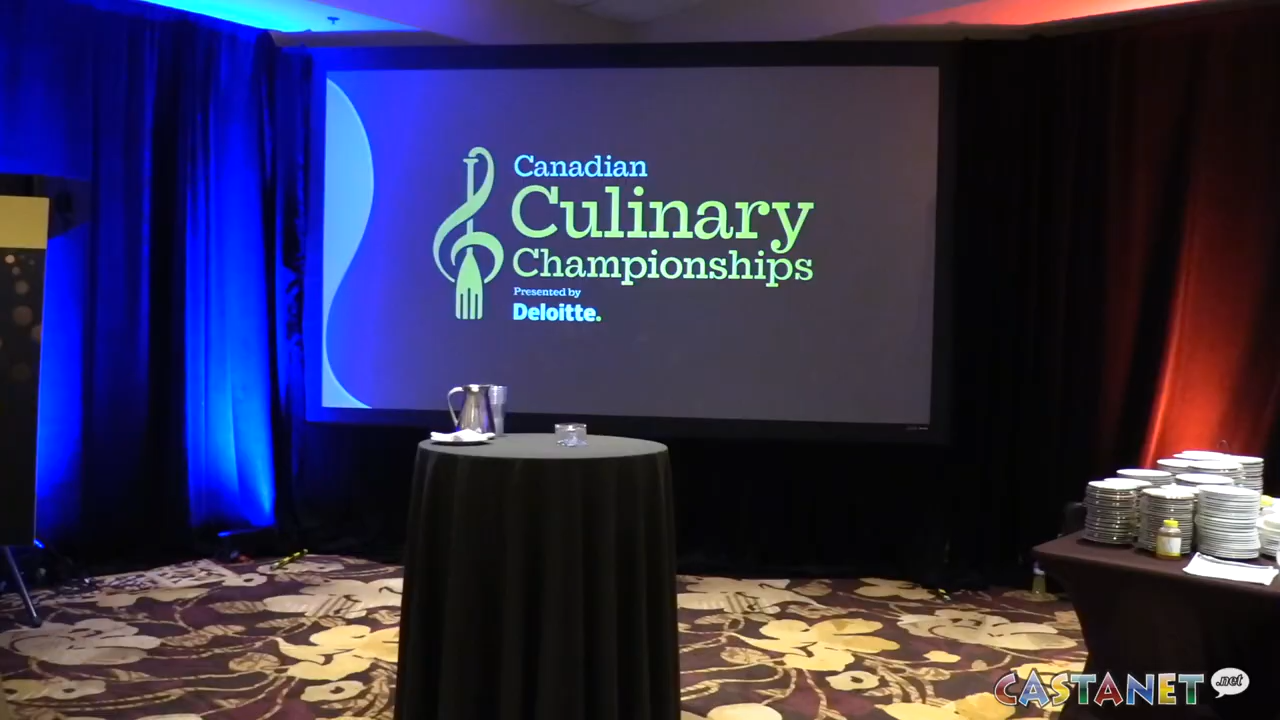 Canadian
Culinary
Championships
Presented by
Deloitte.
CASTANET .net